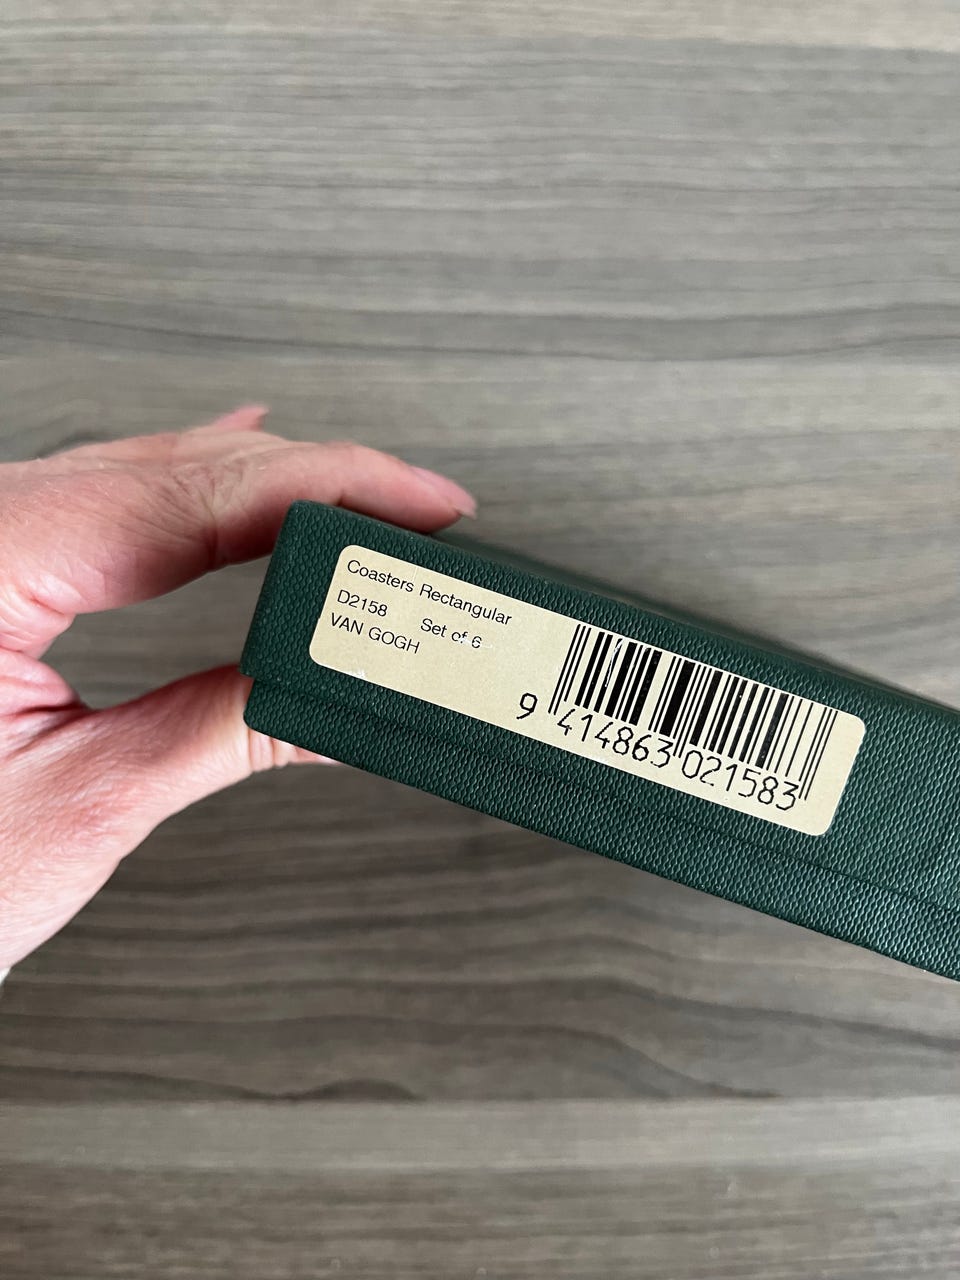 Coasters Rectangular
D2158 Set of 6
VAN GOGH
9 414863 021583